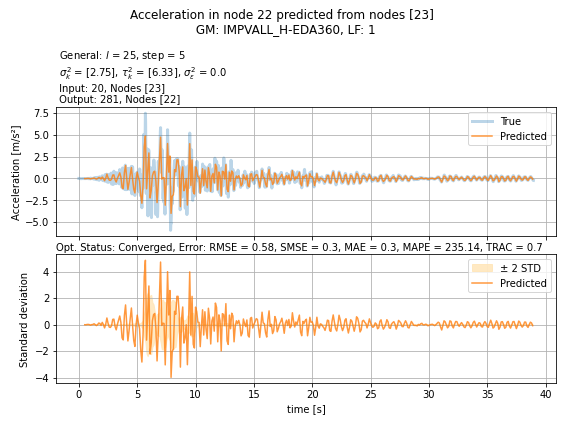 Acceleration in node 22 predicted from nodes [23]
GM: IMPVALL_H-EDA360, LF: 1
General: l = 25, step = 5
σ²ₖ = [2.75], τ²ₖ = [6.33], σ²ε = 0.0
Input: 20, Nodes [23]
Output: 281, Nodes [22]
Acceleration [m/s²]
7.5
5.0
2.5
0.0
−2.5
−5.0
True
Predicted
Opt. Status: Converged, Error: RMSE = 0.58, SMSE = 0.3, MAE = 0.3, MAPE = 235.14, TRAC = 0.7
Standard deviation
4
2
0
−2
−4
± 2 STD
Predicted
0 5 10 15 20 25 30 35 40
time [s]